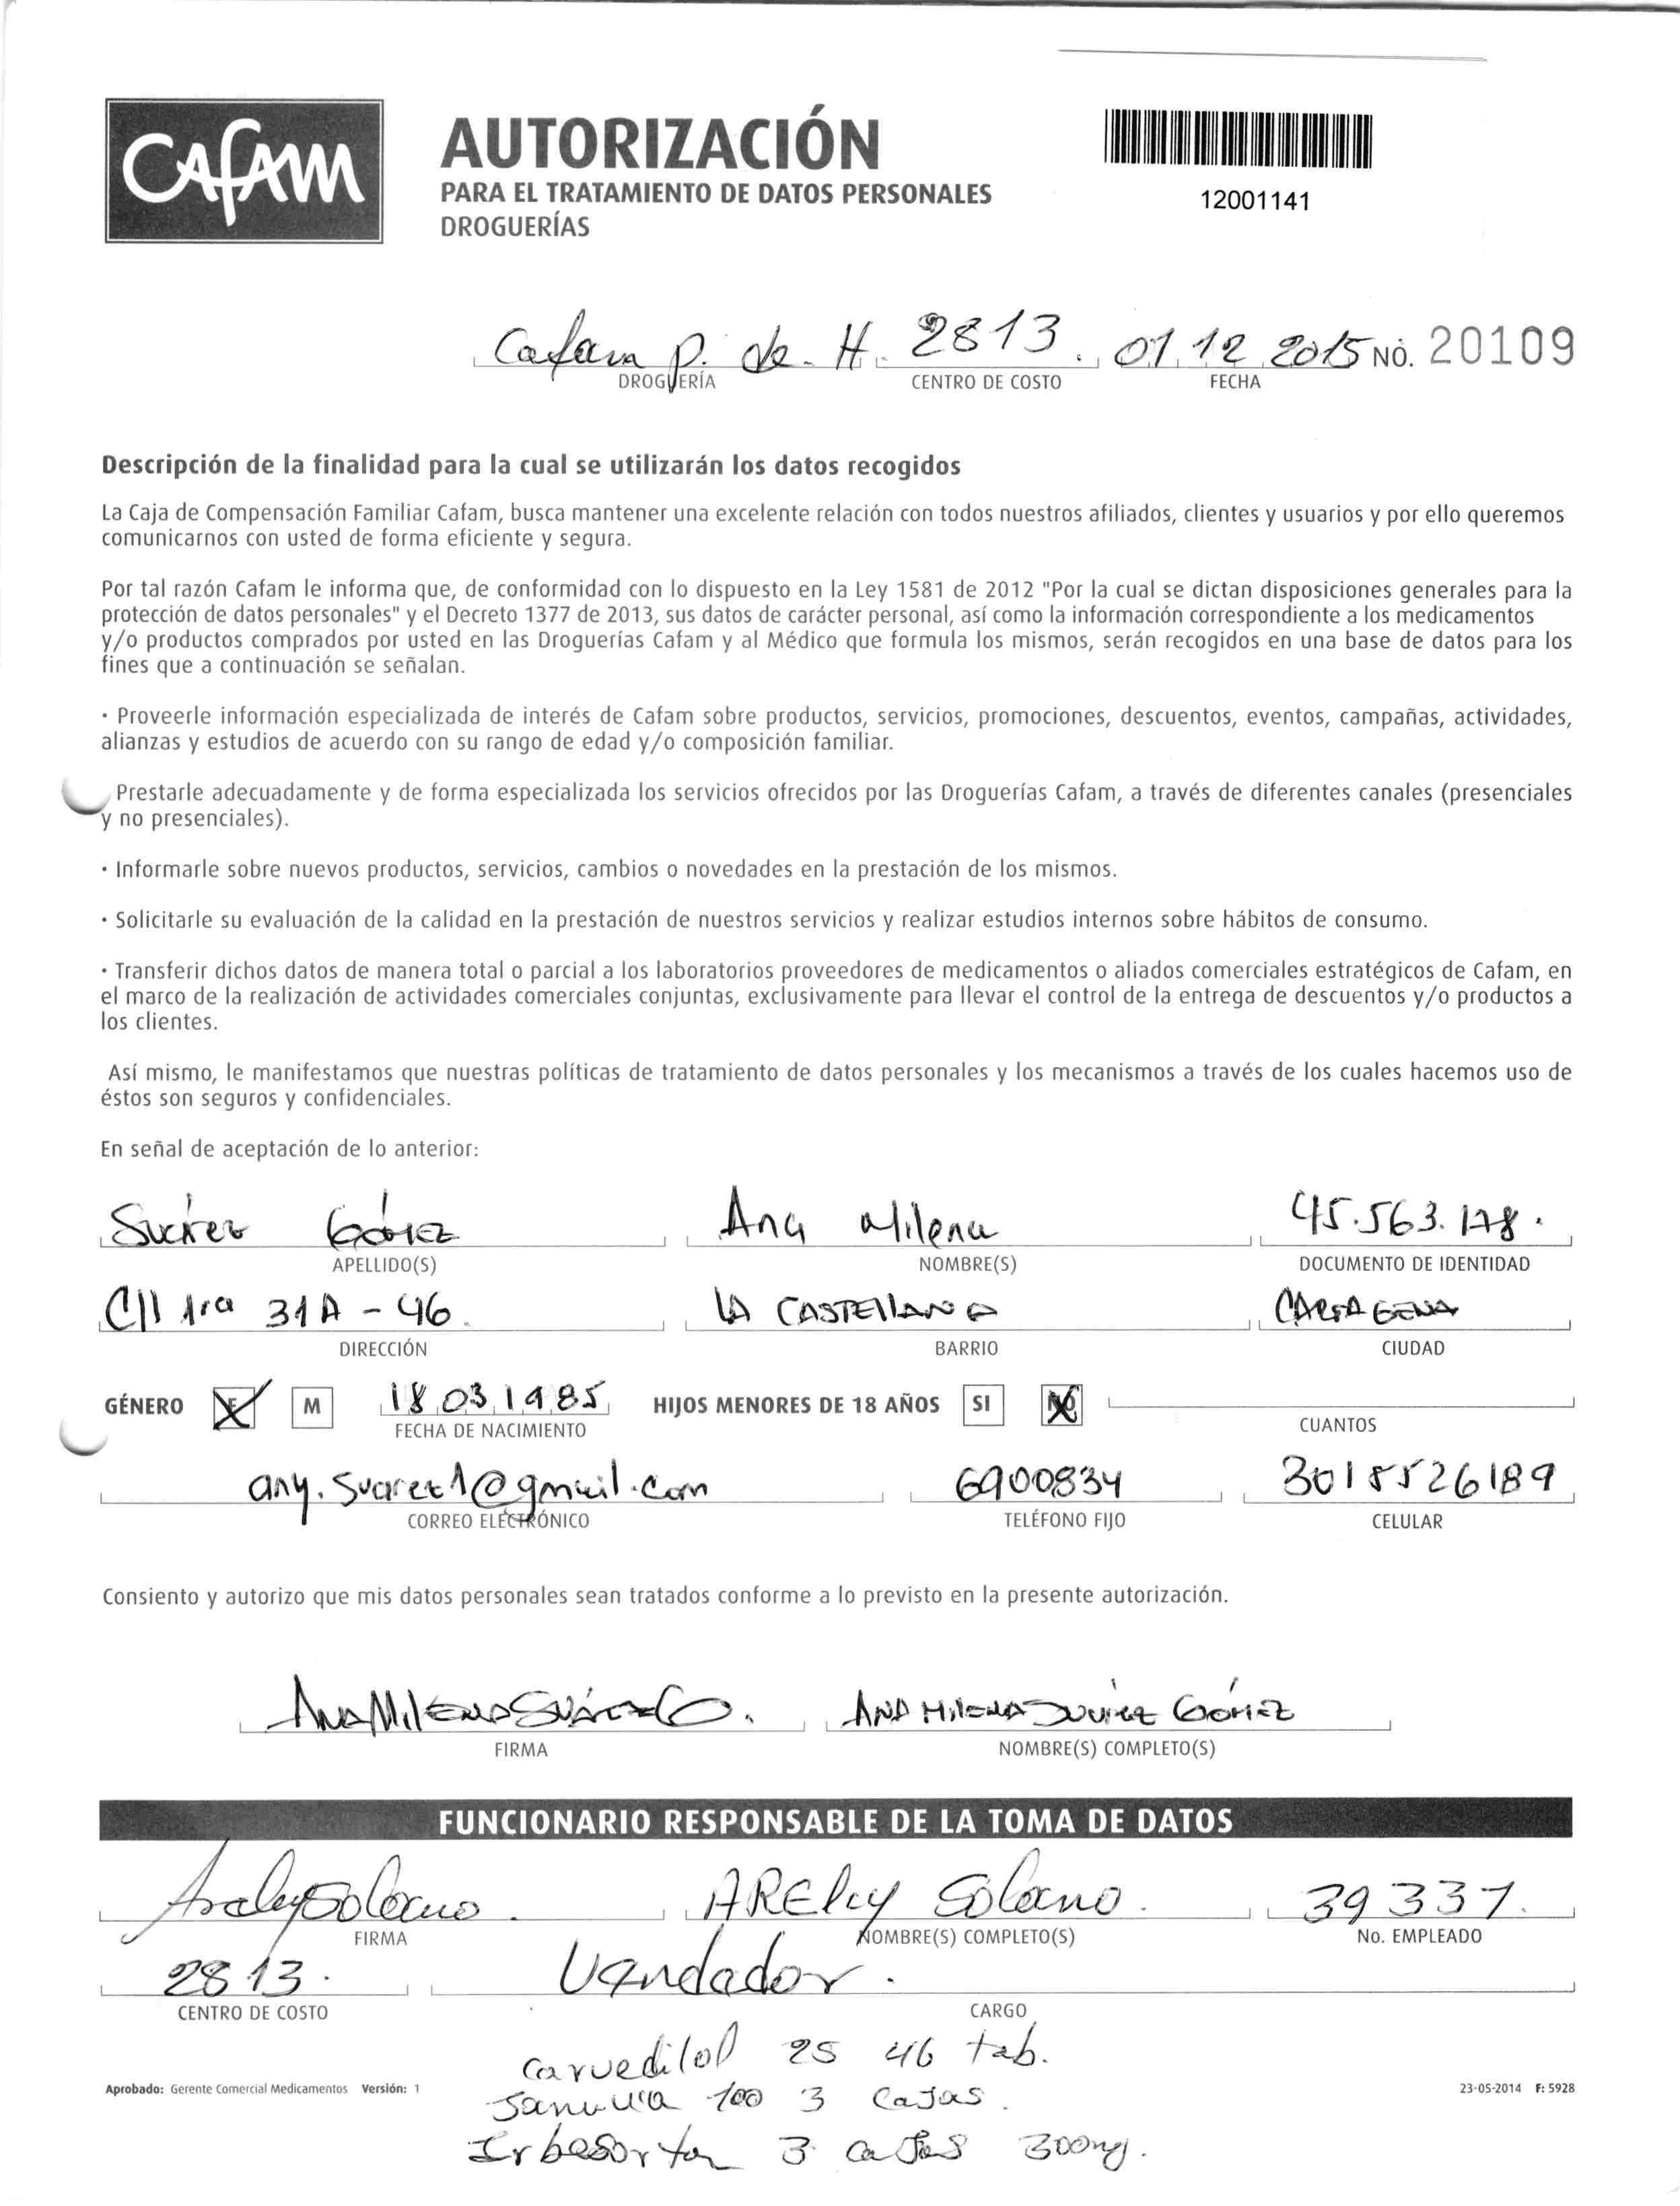 CAFAM
AUTORIZACIÓN
PARA EL TRATAMIENTO DE DATOS PERSONALES
DROGUERÍAS
12001141
Cafam P. de. H. 2813. 01 12 2015 NO. 20109
DROGUERÍA CENTRO DE COSTO FECHA
Descripción de la finalidad para la cual se utilizarán los datos recogidos
La Caja de Compensación Familiar Cafam, busca mantener una excelente relación con todos nuestros afiliados, clientes y usuarios y por ello queremos
comunicarnos con usted de forma eficiente y segura.
Por tal razón Cafam le informa que, de conformidad con lo dispuesto en la Ley 1581 de 2012 "Por la cual se dictan disposiciones generales para la
protección de datos personales" y el Decreto 1377 de 2013, sus datos de carácter personal, así como la información correspondiente a los medicamentos
y/o productos comprados por usted en las Droguerías Cafam y al Médico que formula los mismos, serán recogidos en una base de datos para los
fines que a continuación se señalan.
· Proveerle información especializada de interés de Cafam sobre productos, servicios, promociones, descuentos, eventos, campañas, actividades,
alianzas y estudios de acuerdo con su rango de edad y/o composición familiar.
Prestarle adecuadamente y de forma especializada los servicios ofrecidos por las Droguerías Cafam, a través de diferentes canales (presenciales
y no presenciales).
· Informarle sobre nuevos productos, servicios, cambios o novedades en la prestación de los mismos.
· Solicitarle su evaluación de la calidad en la prestación de nuestros servicios y realizar estudios internos sobre hábitos de consumo.
· Transferir dichos datos de manera total o parcial a los laboratorios proveedores de medicamentos o aliados comerciales estratégicos de Cafam, en
el marco de la realización de actividades comerciales conjuntas, exclusivamente para llevar el control de la entrega de descuentos y/o productos a
los clientes.
Así mismo, le manifestamos que nuestras políticas de tratamiento de datos personales y los mecanismos a través de los cuales hacemos uso de
éstos son seguros y confidenciales.
En señal de aceptación de lo anterior:
Suárez Gómez Ana Milena 45.563.178.
APELLIDO(S) NOMBRE(S) DOCUMENTO DE IDENTIDAD
Cll 1ra 31A - 46. LA CASTELLANA CARTAGENA
DIRECCIÓN BARRIO CIUDAD
GÉNERO F M 18 03 1985 HIJOS MENORES DE 18 AÑOS SI NO
FECHA DE NACIMIENTO CUANTOS
any.suarez1@gmail.com 6900834 3015526189
CORREO ELECTRÓNICO TELÉFONO FIJO CELULAR
Consiento y autorizo que mis datos personales sean tratados conforme a lo previsto en la presente autorización.
Ana Milena Suárez G. ANA MILENA SUÁREZ GÓMEZ
FIRMA NOMBRE(S) COMPLETO(S)
FUNCIONARIO RESPONSABLE DE LA TOMA DE DATOS
Arelys Solano. ARELCY Solano. 39337.
FIRMA NOMBRE(S) COMPLETO(S) No. EMPLEADO
2813. Vendador.
CENTRO DE COSTO CARGO
Carvedilol 25 46 tab.
Aprobado: Gerente Comercial Medicamentos Versión: 1 23-05-2014 F: 5928
Januvia 100 3 Cajas.
Irbesortan 3 cajas 300mg.